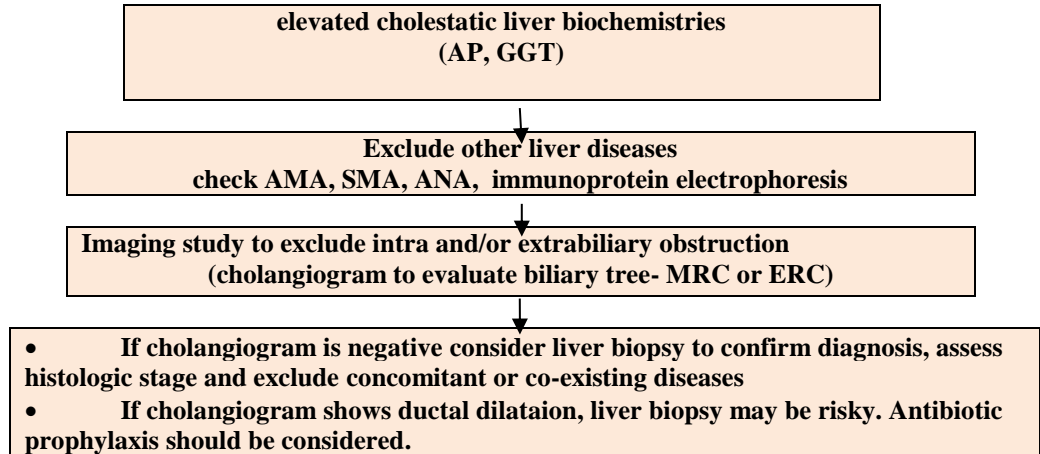 elevated cholestatic liver biochemistries
(AP, GGT)
Exclude other liver diseases
check AMA, SMA, ANA, immunoprotein electrophoresis
Imaging study to exclude intra and/or extrabiliary obstruction
(cholangiogram to evaluate biliary tree- MRC or ERC)
• If cholangiogram is negative consider liver biopsy to confirm diagnosis, assess
histologic stage and exclude concomitant or co-existing diseases
• If cholangiogram shows ductal dilataion, liver biopsy may be risky. Antibiotic
prophylaxis should be considered.